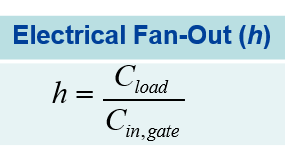 Electrical Fan-Out (h)
h = C_load / C_in,gate